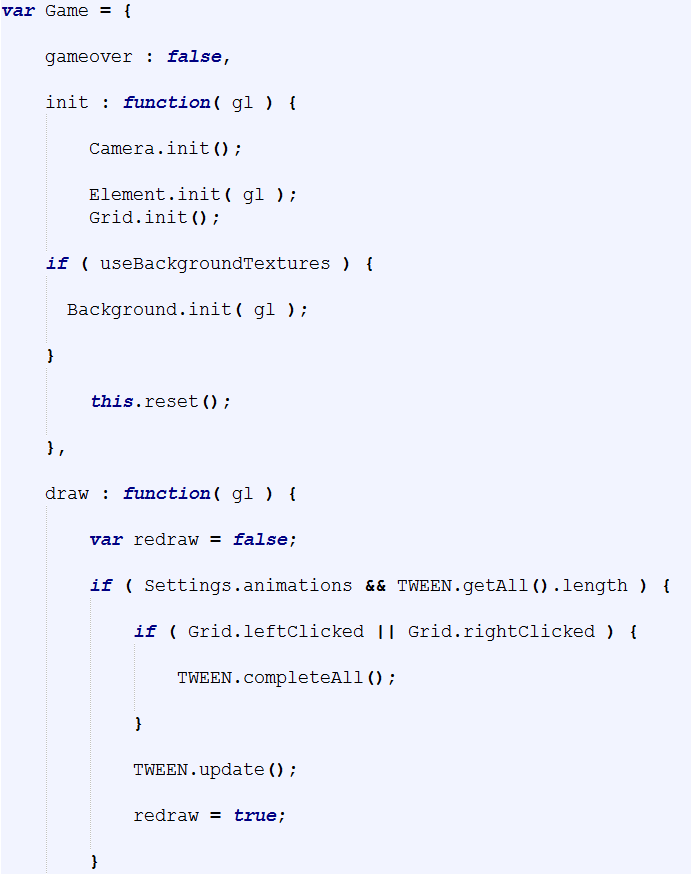 var Game = {
    gameover : false,
    init : function( gl ) {
        Camera.init();
        Element.init( gl );
        Grid.init();
    if ( useBackgroundTextures ) {
      Background.init( gl );
    }
        this.reset();
    },
    draw : function( gl ) {
        var redraw = false;
        if ( Settings.animations && TWEEN.getAll().length ) {
            if ( Grid.leftClicked || Grid.rightClicked ) {
                TWEEN.completeAll();
            }
            TWEEN.update();
            redraw = true;
        }